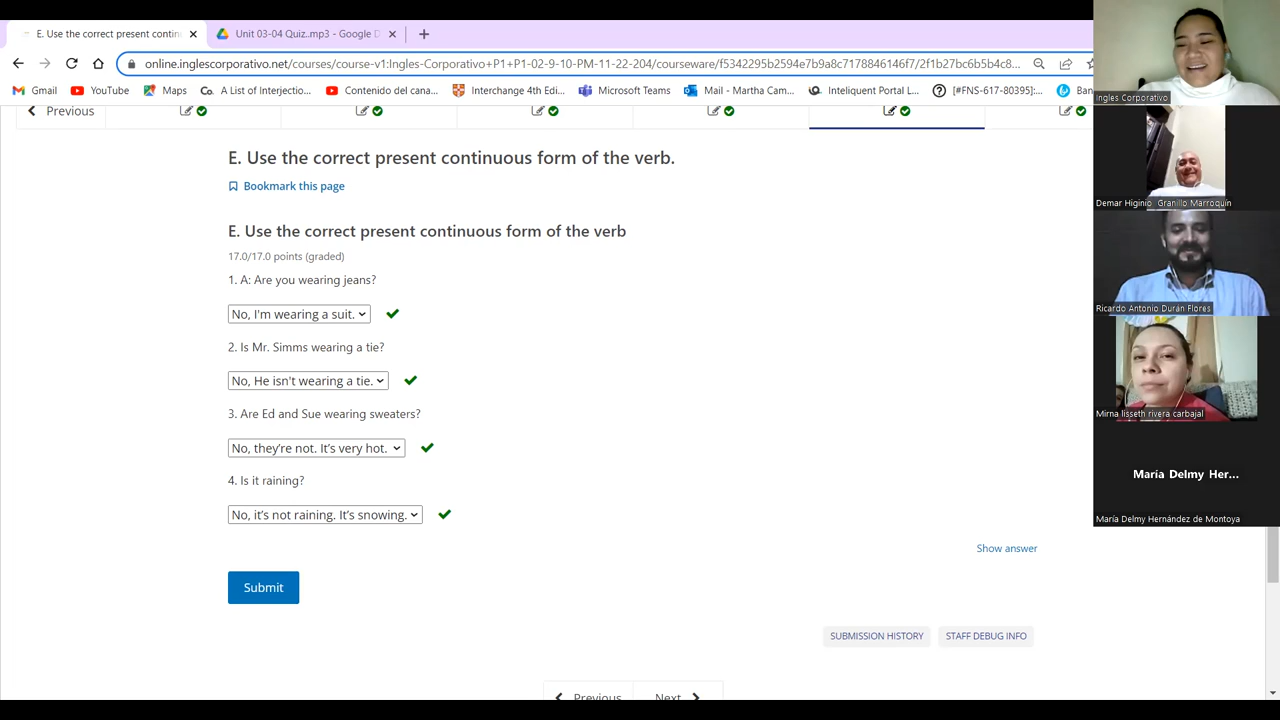 E. Use the correct present contin
Unit 03-04 Quiz..mp3 - Google D
online.inglescorporativo.net/courses/course-v1:Ingles-Corporativo+P1+P1-02-9-10-PM-11-22-204/courseware/f5342295b2594e7b9a8c7178846146f7/2f1b27bc6b5b4c8...
Gmail
YouTube
Maps
A List of Interjectio...
Contenido del cana...
Interchange 4th Edi...
Microsoft Teams
Mail - Martha Cam...
Inteliquent Portal L...
[#FNS-617-80395]:...
Ban
Previous
E. Use the correct present continuous form of the verb.
Bookmark this page
E. Use the correct present continuous form of the verb
17.0/17.0 points (graded)
1. A: Are you wearing jeans?
No, I'm wearing a suit.
2. Is Mr. Simms wearing a tie?
No, He isn't wearing a tie.
3. Are Ed and Sue wearing sweaters?
No, they’re not. It’s very hot.
4. Is it raining?
No, it’s not raining. It’s snowing.
Show answer
Submit
SUBMISSION HISTORY
STAFF DEBUG INFO
Previous
Next
Ingles Corporativo
Demar Higinio Granillo Marroquín
Ricardo Antonio Durán Flores
Mirna lisseth rivera carbajal
María Delmy Her...
María Delmy Hernández de Montoya